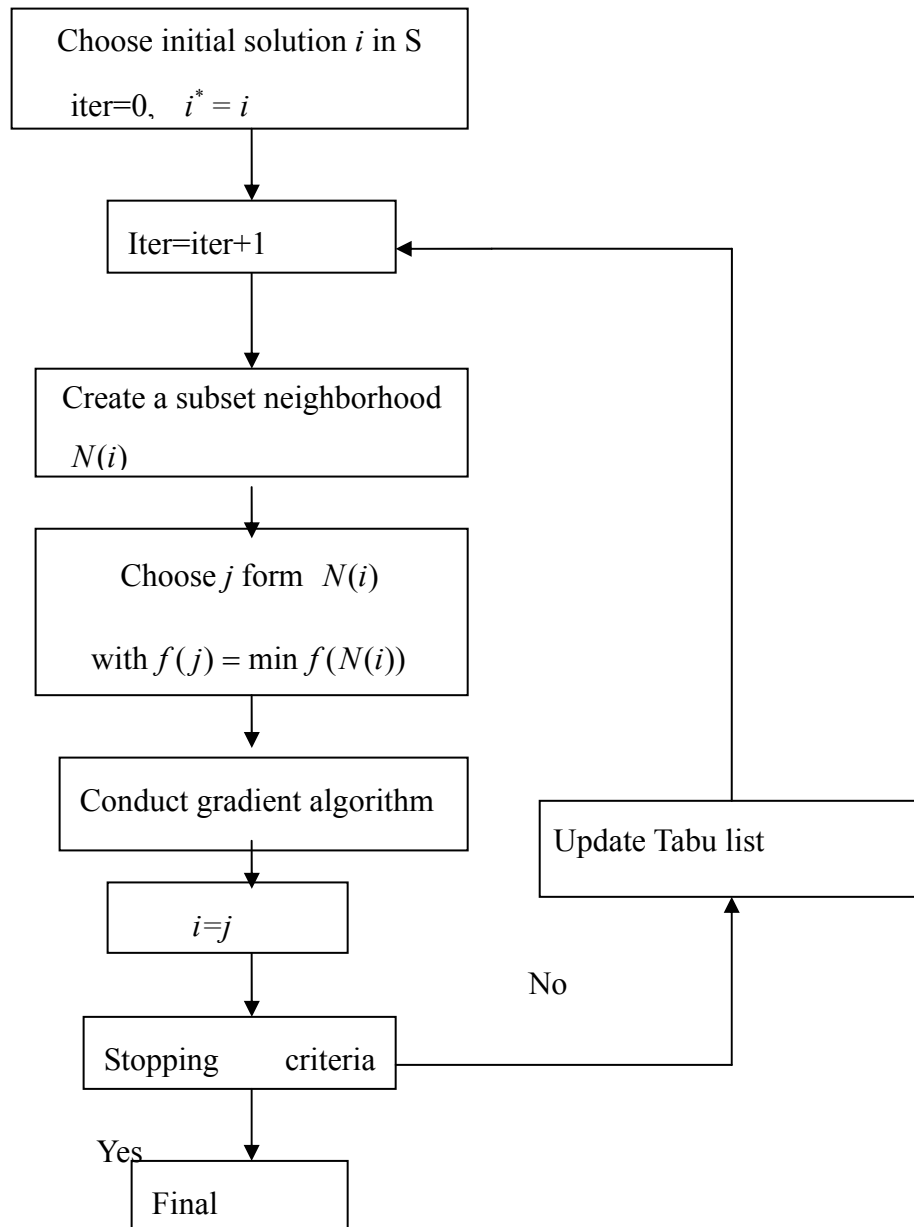 Choose initial solution i in S
iter=0, i* = i
Iter=iter+1
Create a subset neighborhood
N(i)
Choose j form N(i)
with f(j) = min f(N(i))
Conduct gradient algorithm
Update Tabu list
i=j
No
Stopping criteria
Yes
Final